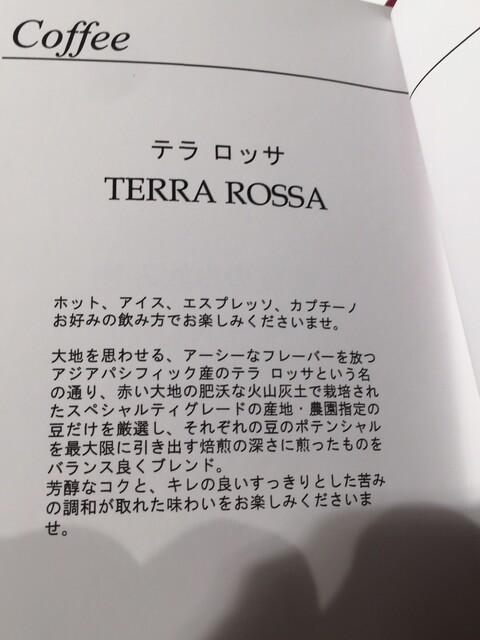 Coffee
テラ ロッサ
TERRA ROSSA
ホット、アイス、エスプレッソ、カプチーノ
お好みの飲み方でお楽しみくださいませ。
大地を思わせる、アーシーなフレーバーを放つ
アジアパシフィック産のテラ ロッサという名
の通り、赤い大地の肥沃な火山灰土で栽培され
たスペシャルティグレードの産地・農園指定の
豆だけを厳選し、それぞれの豆のポテンシャル
を最大限に引き出す焙煎の深さに煎ったものを
バランス良くブレンド。
芳醇なコクと、キレの良いすっきりとした苦み
の調和が取れた味わいをお楽しみくださいま
せ。